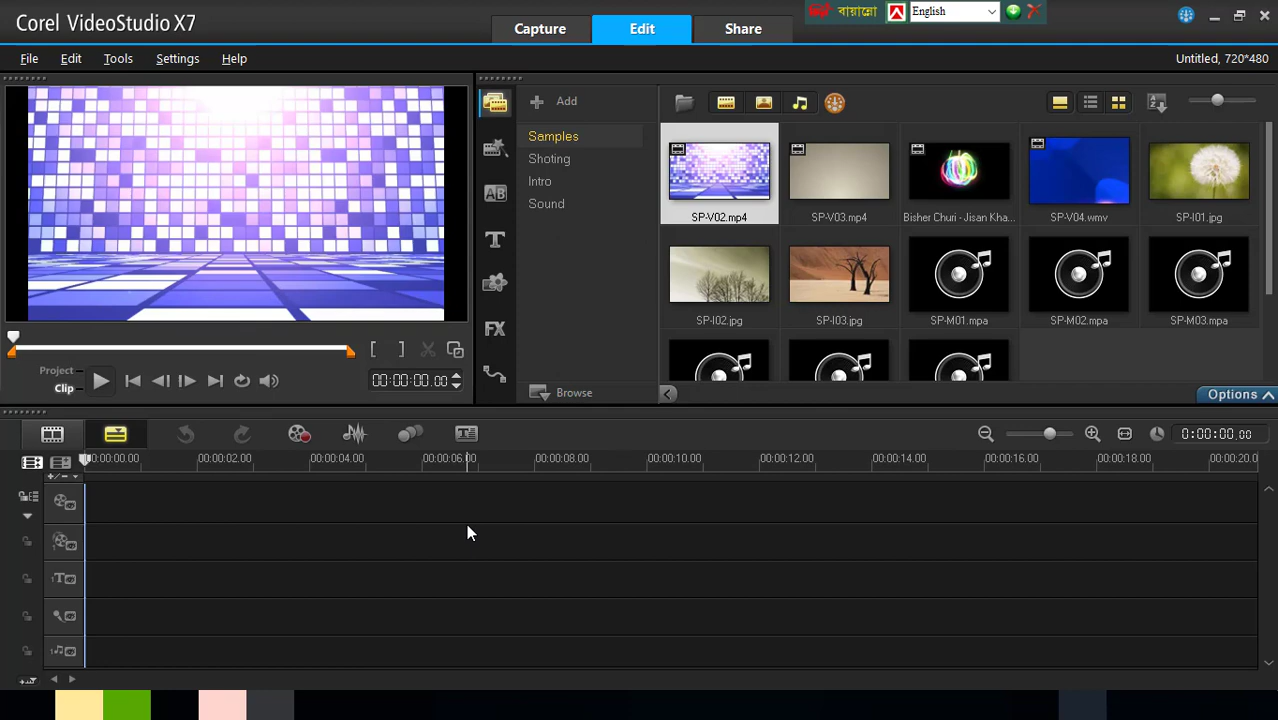 Corel VideoStudio X7
Capture
Edit
Share
বায়ান্নো
English
File
Edit
Tools
Settings
Help
Untitled, 720*480
Add
Samples
Shoting
Intro
Sound
Browse
SP-V02.mp4
SP-V03.mp4
Bisher Churi - Jisan Kha...
SP-V04.wmv
SP-I01.jpg
SP-I02.jpg
SP-I03.jpg
SP-M01.mpa
SP-M02.mpa
SP-M03.mpa
AB
T
FX
Options
Project
Clip
00:00:00.00
0:00:00.00
00:00:00.00
00:00:02.00
00:00:04.00
00:00:06.00
00:00:08.00
00:00:10.00
00:00:12.00
00:00:14.00
00:00:16.00
00:00:18.00
00:00:20.0